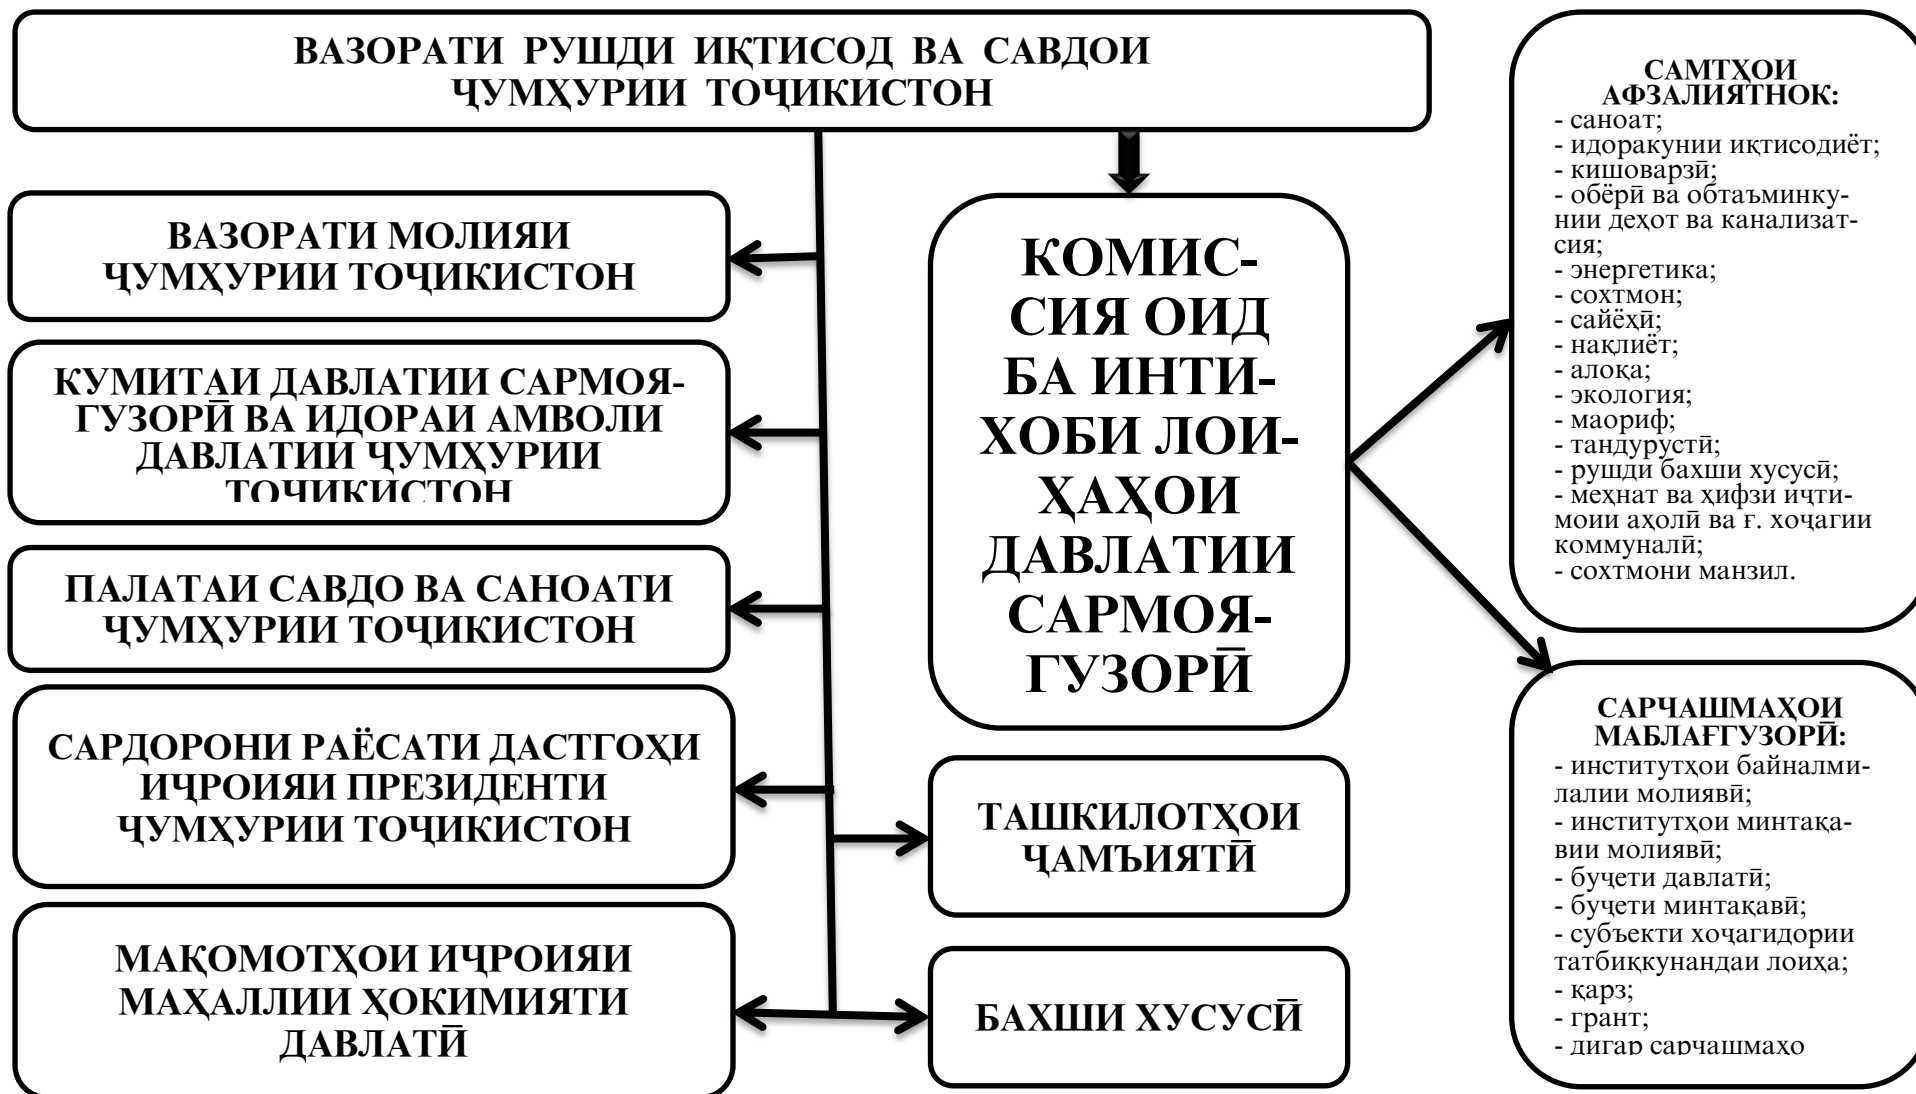 ВАЗОРАТИ РУШДИ ИҚТИСОД ВА САВДОИ
ҶУМҲУРИИ ТОҶИКИСТОН
ВАЗОРАТИ МОЛИЯИ
ҶУМҲУРИИ ТОҶИКИСТОН
КУМИТАИ ДАВЛАТИИ САРМОЯ-
ГУЗОРӢ ВА ИДОРАИ АМВОЛИ
ДАВЛАТИИ ҶУМҲУРИИ
ТОҶИКИСТОН
ПАЛАТАИ САВДО ВА САНОАТИ
ҶУМҲУРИИ ТОҶИКИСТОН
САРДОРОНИ РАЁСАТИ ДАСТГОҲИ
ИҶРОИЯИ ПРЕЗИДЕНТИ
ҶУМҲУРИИ ТОҶИКИСТОН
МАҚОМОТҲОИ ИҶРОИЯИ
МАҲАЛЛИИ ҲОКИМИЯТИ
ДАВЛАТӢ
КОМИС-
СИЯ ОИД
БА ИНТИ-
ХОБИ ЛОИ-
ҲАҲОИ
ДАВЛАТИИ
САРМОЯ-
ГУЗОРӢ
ТАШКИЛОТҲОИ
ҶАМЪИЯТӢ
БАХШИ ХУСУСӢ
САМТҲОИ
АФЗАЛИЯТНОК:
- саноат;
- идоракунии иқтисодиёт;
- кишоварзӣ;
- обёрӣ ва обтаъминку-
нии деҳот ва канализат-
сия;
- энергетика;
- сохтмон;
- сайёҳӣ;
- нақлиёт;
- алоқа;
- экология;
- маориф;
- тандурустӣ;
- рушди бахши хусусӣ;
- меҳнат ва ҳифзи иҷти-
моии аҳолӣ ва ғ. хоҷагии
коммуналӣ;
- сохтмони манзил.
САРЧАШМАҲОИ
МАБЛАҒГУЗОРӢ:
- институтҳои байналми-
лалии молиявӣ;
- институтҳои минтақа-
вии молиявӣ;
- буҷети давлатӣ;
- буҷети минтақавӣ;
- субъекти хоҷагидории
татбиққунандаи лоиҳа;
- қарз;
- грант;
- дигар сарчашмаҳо